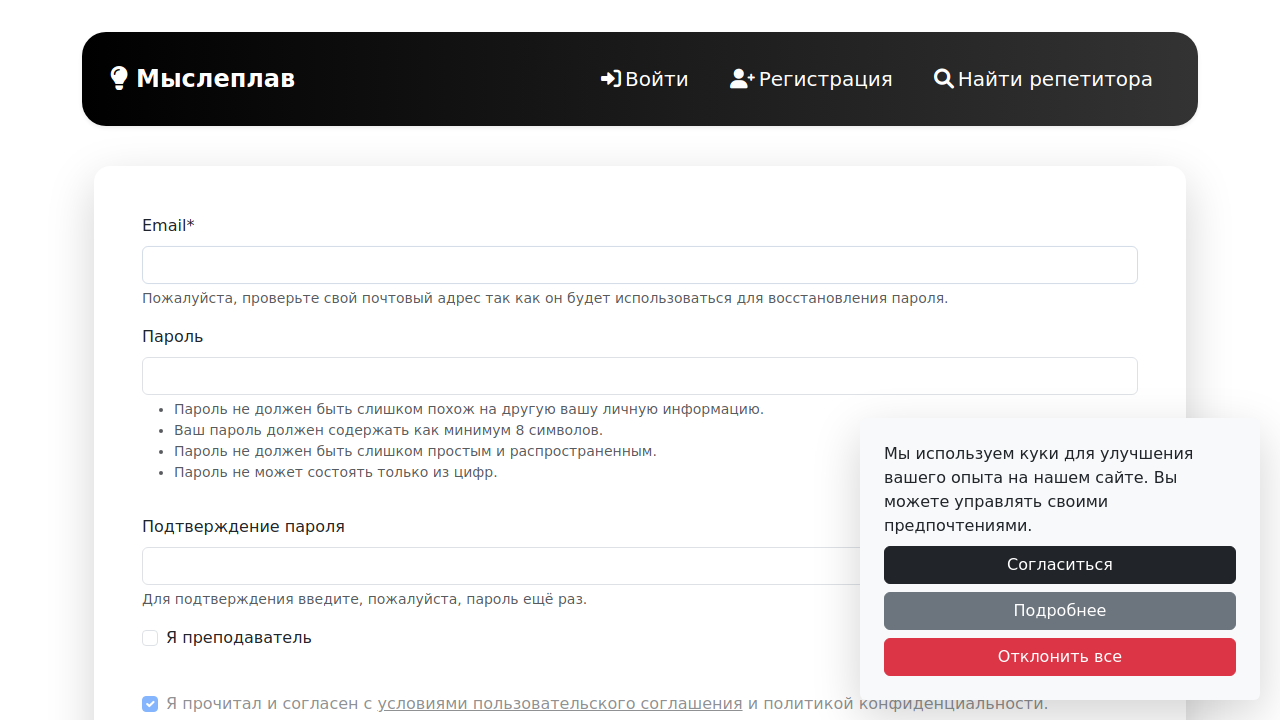 Мыслеплав
Войти
Регистрация
Найти репетитора
Email*
Пожалуйста, проверьте свой почтовый адрес так как он будет использоваться для восстановления пароля.
Пароль
Пароль не должен быть слишком похож на другую вашу личную информацию.
Ваш пароль должен содержать как минимум 8 символов.
Пароль не должен быть слишком простым и распространенным.
Пароль не может состоять только из цифр.
Подтверждение пароля
Для подтверждения введите, пожалуйста, пароль ещё раз.
Я преподаватель
Я прочитал и согласен с условиями пользовательского соглашения и политикой конфиденциальности.
Мы используем куки для улучшения
вашего опыта на нашем сайте. Вы
можете управлять своими
предпочтениями.
Согласиться
Подробнее
Отклонить все